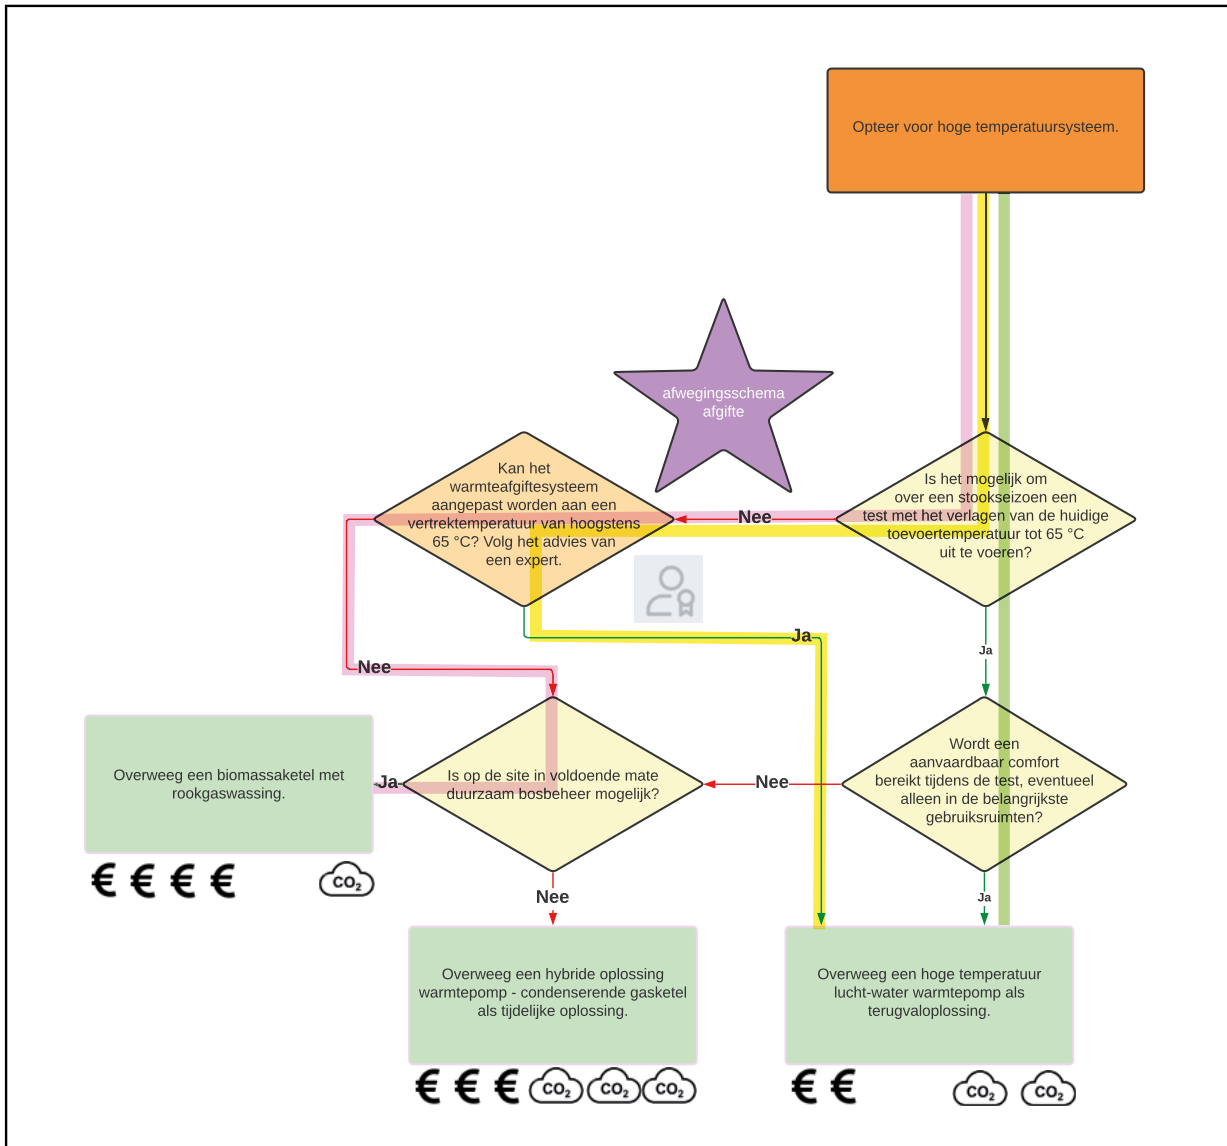 Opteer voor hoge temperatuursysteem.
afwegingsschema
afgifte
Kan het
warmteafgiftesysteem
aangepast worden aan een
vertrektemperatuur van hoogstens
65 °C? Volg het advies van
een expert.
Nee
Is het mogelijk om
over een stookseizoen een
test met het verlagen van de huidige
toevoertemperatuur tot 65 °C
uit te voeren?
Ja
Ja
Nee
Overweeg een biomassaketel met
rookgaswassing.
Ja
Is op de site in voldoende mate
duurzaam bosbeheer mogelijk?
Nee
Wordt een
aanvaardbaar comfort
bereikt tijdens de test, eventueel
alleen in de belangrijkste
gebruiksruimten?
€ € € € CO2
Nee
Ja
Overweeg een hybride oplossing
warmtepomp - condenserende gasketel
als tijdelijke oplossing.
Overweeg een hoge temperatuur
lucht-water warmtepomp als
terugvaloplossing.
€ € € CO2 CO2 CO2
€ € CO2 CO2